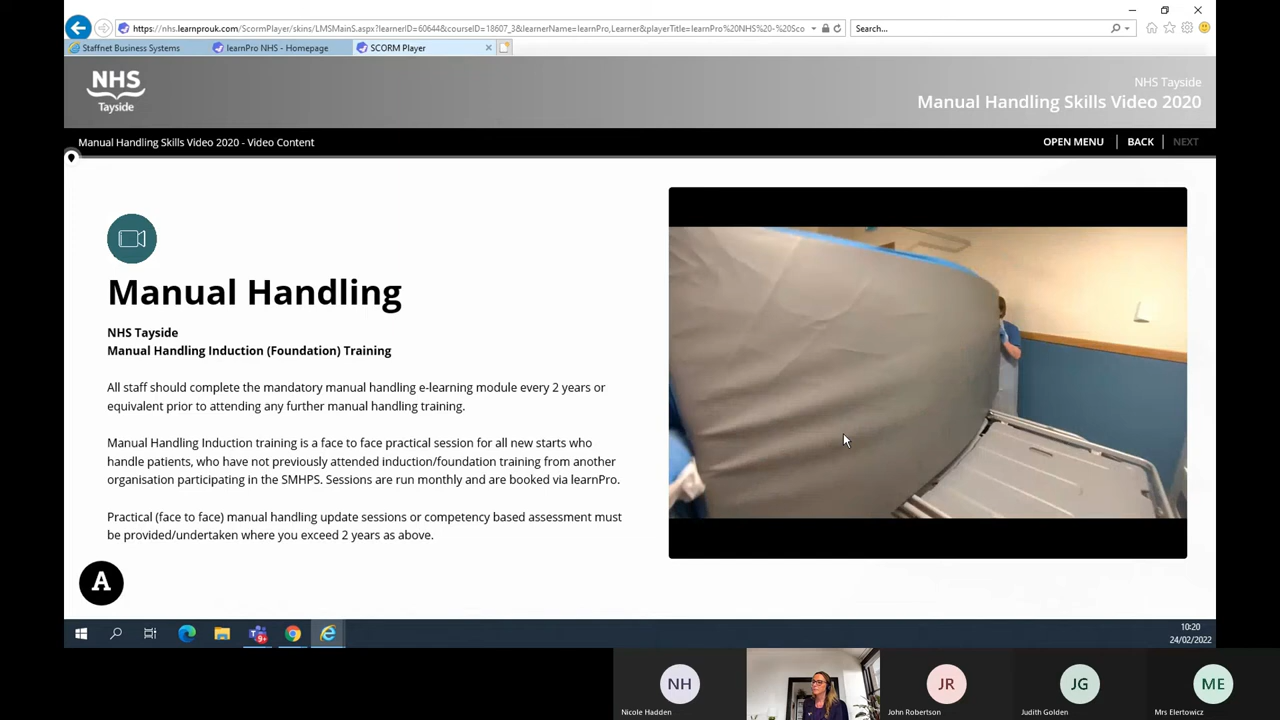 https://nhs.learnprouk.com/ScormPlayer/skins/LMSMainS.aspx?learnerID=60644&courseID=18607_3&learnerName=learnPro,Learner&playerTitle=learnPro%20NHS%20-%20Sco
Search...
Staffnet Business Systems
learnPro NHS - Homepage
SCORM Player
NHS
Tayside
NHS Tayside
Manual Handling Skills Video 2020
Manual Handling Skills Video 2020 - Video Content
OPEN MENU
BACK
NEXT
Manual Handling
NHS Tayside
Manual Handling Induction (Foundation) Training
All staff should complete the mandatory manual handling e-learning module every 2 years or
equivalent prior to attending any further manual handling training.
Manual Handling Induction training is a face to face practical session for all new starts who
handle patients, who have not previously attended induction/foundation training from another
organisation participating in the SMHPS. Sessions are run monthly and are booked via learnPro.
Practical (face to face) manual handling update sessions or competency based assessment must
be provided/undertaken where you exceed 2 years as above.
A
9+
10:20
24/02/2022
NH
JR
JG
ME
Nicole Hadden
John Robertson
Judith Golden
Mrs Elertowicz